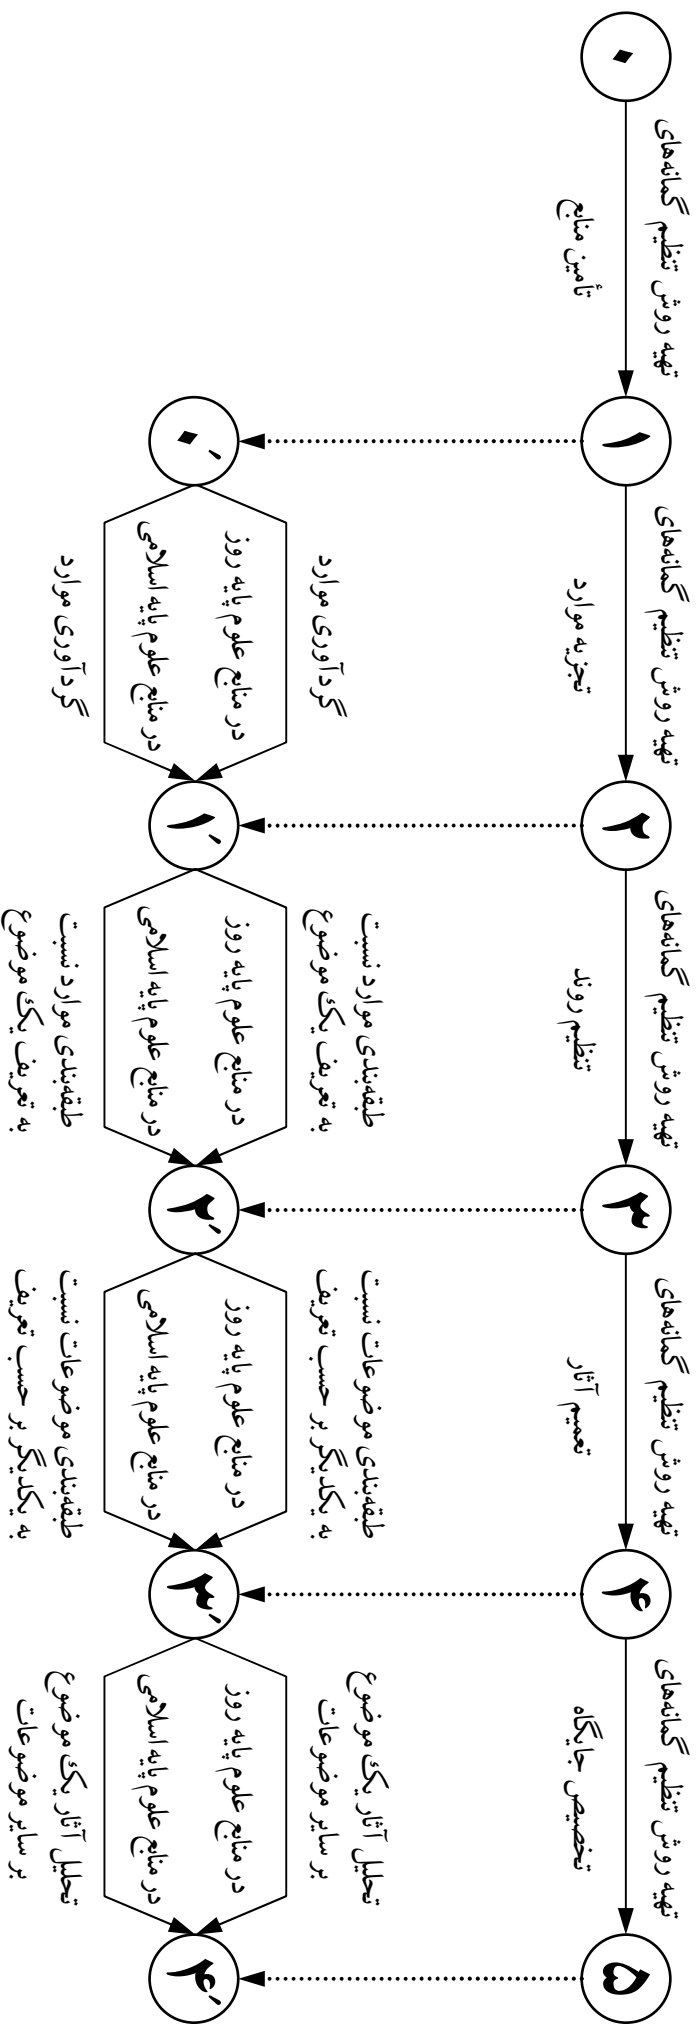 ۰
تهیه روش تنظیم گمانه‌های
تأمین منابع
۱
تهیه روش تنظیم گمانه‌های
تجزیه موارد
۲
تهیه روش تنظیم گمانه‌های
تنظیم روند
۳
تهیه روش تنظیم گمانه‌های
تعمیم آثار
۴
تهیه روش تنظیم گمانه‌های
تخصیص جایگاه
۵
۰′
گردآوری موارد
در منابع علوم پایه روز
در منابع علوم پایه اسلامی
گردآوری موارد
۱′
طبقه‌بندی موارد نسبت
به تعریف یک موضوع
در منابع علوم پایه روز
در منابع علوم پایه اسلامی
طبقه‌بندی موارد نسبت
به تعریف یک موضوع
۲′
طبقه‌بندی موضوعات نسبت
به یکدیگر بر حسب تعریف
در منابع علوم پایه روز
در منابع علوم پایه اسلامی
طبقه‌بندی موضوعات نسبت
به یکدیگر بر حسب تعریف
۳′
تحلیل آثار یک موضوع
بر سایر موضوعات
در منابع علوم پایه روز
در منابع علوم پایه اسلامی
تحلیل آثار یک موضوع
بر سایر موضوعات
۴′